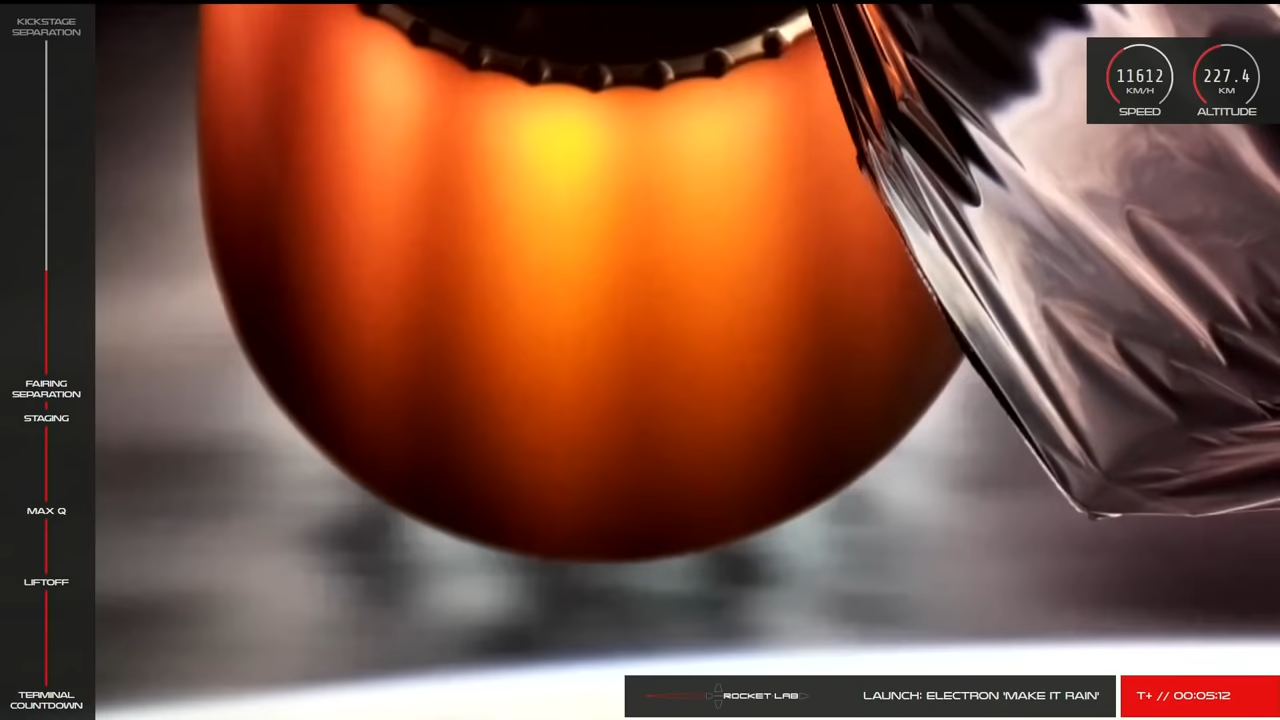 KICKSTAGE
SEPARATION
11612
KM/H
SPEED
227.4
KM
ALTITUDE
FAIRING
SEPARATION
STAGING
MAX Q
LIFTOFF
TERMINAL
COUNTDOWN
ROCKET LAB
LAUNCH: ELECTRON 'MAKE IT RAIN'
T+ // 00:05:12